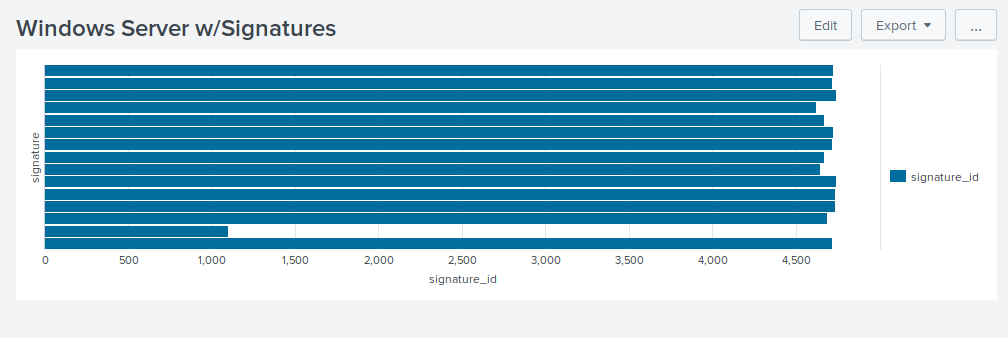 Windows Server w/Signatures
Edit
Export
...
signature
0 500 1,000 1,500 2,000 2,500 3,000 3,500 4,000 4,500
signature_id
signature_id